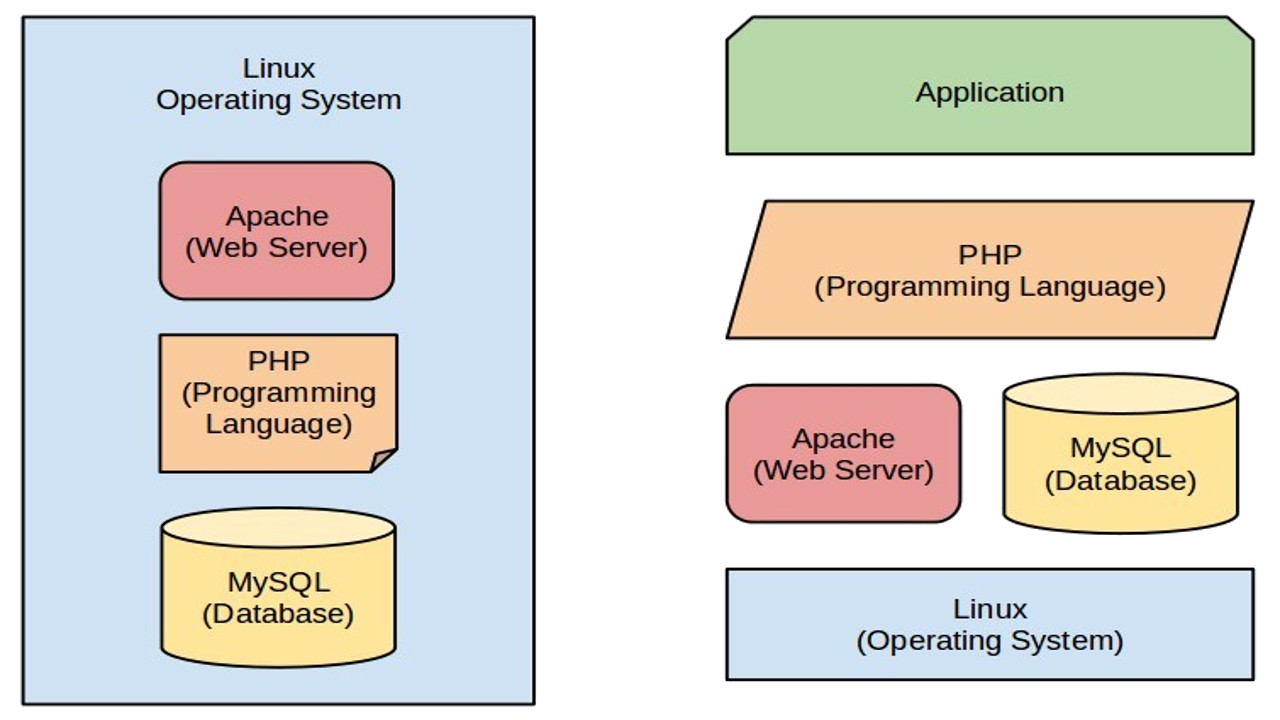 Linux
Operating System
Apache
(Web Server)
PHP
(Programming
Language)
MySQL
(Database)
Application
PHP
(Programming Language)
Apache
(Web Server)
MySQL
(Database)
Linux
(Operating System)